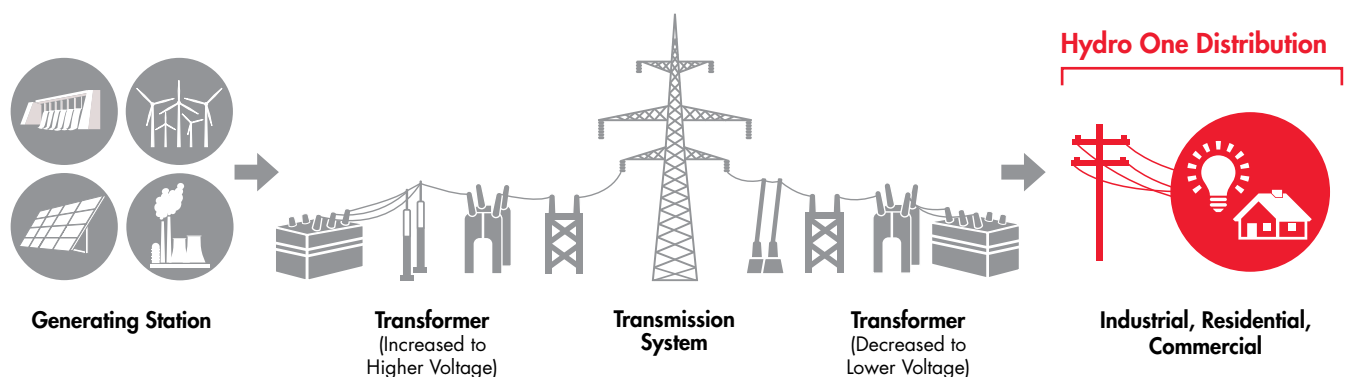 Hydro One Distribution
Generating Station
Transformer
(Increased to
Higher Voltage)
Transmission
System
Transformer
(Decreased to
Lower Voltage)
Industrial, Residential,
Commercial